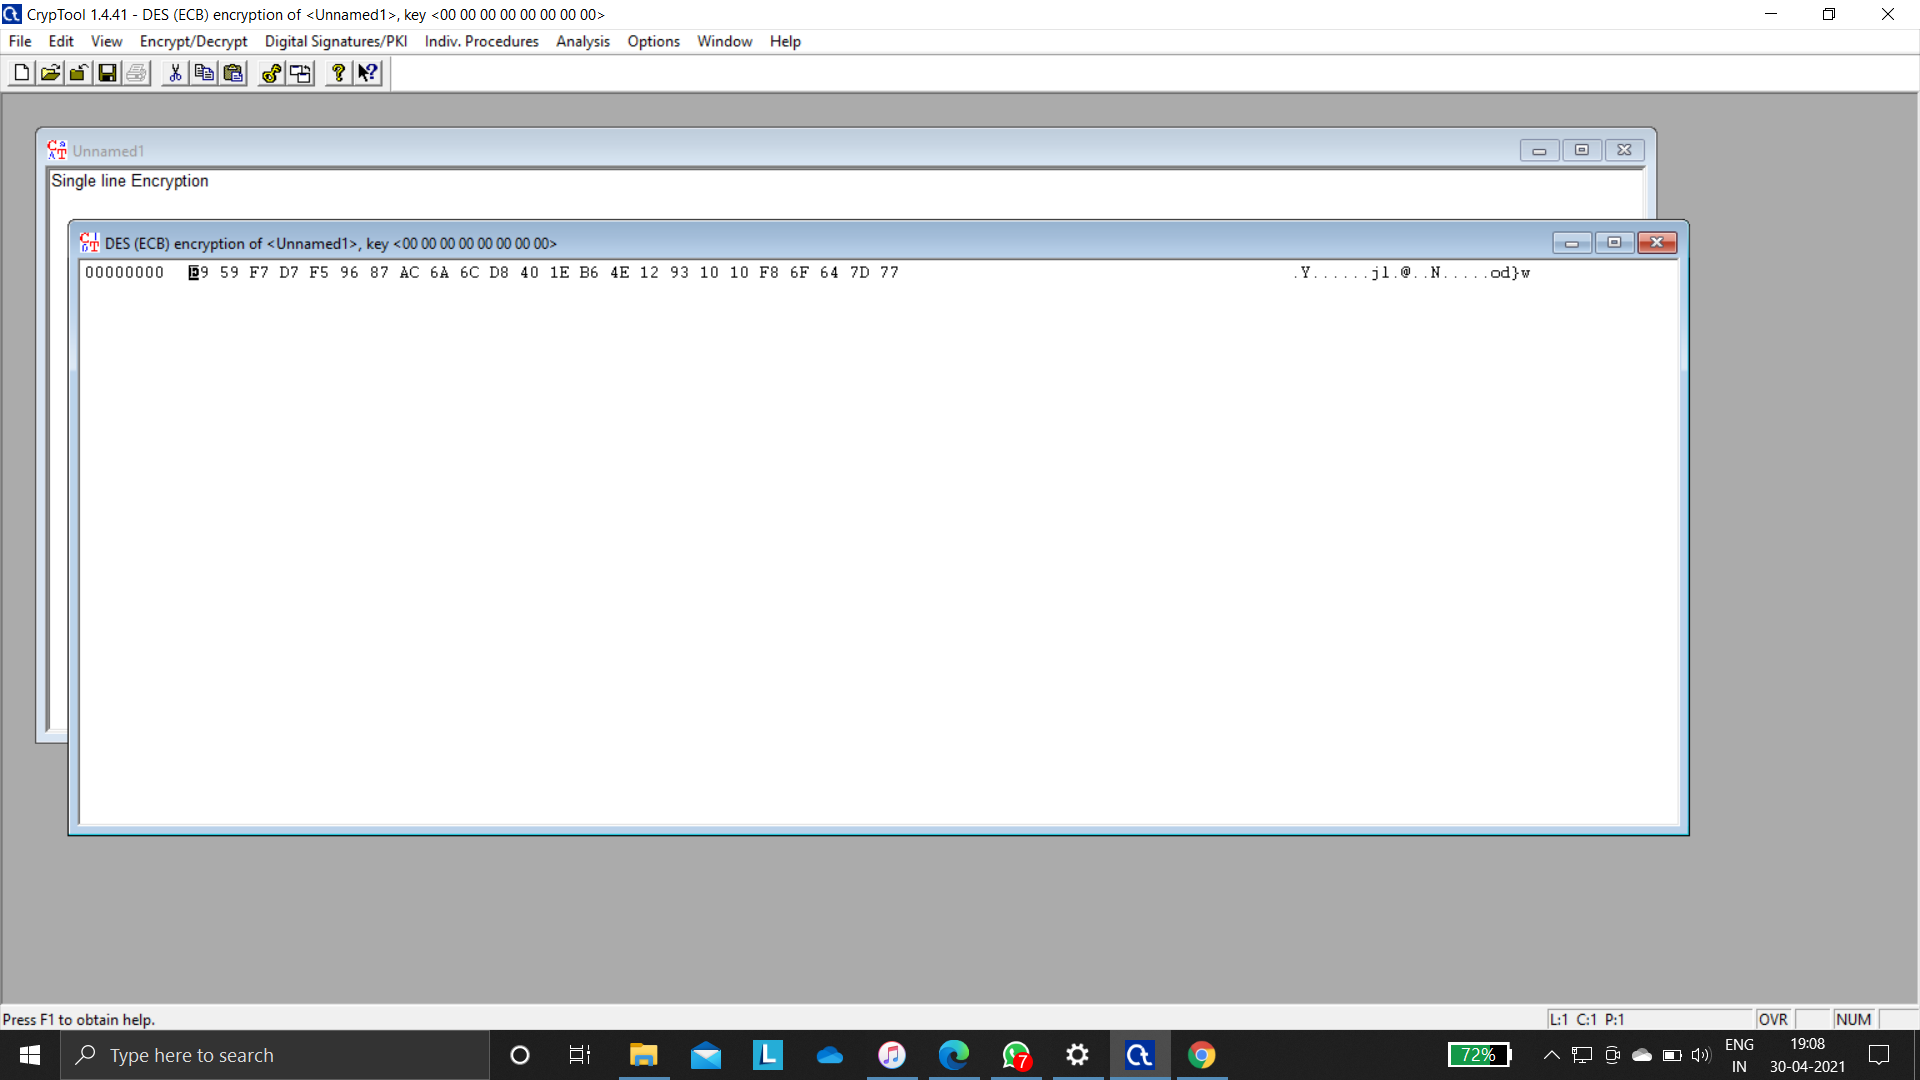 CrypTool 1.4.41 - DES (ECB) encryption of <Unnamed1>, key <00 00 00 00 00 00 00 00>
File Edit View Encrypt/Decrypt Digital Signatures/PKI Indiv. Procedures Analysis Options Window Help
Unnamed1
Single line Encryption
DES (ECB) encryption of <Unnamed1>, key <00 00 00 00 00 00 00 00>
00000000 59 F7 D7 F5 96 87 AC 6A 6C D8 40 1E B6 4E 12 93 10 10 F8 6F 64 7D 77 .Y......jl.@..N.....od}w
Press F1 to obtain help.
L:1 C:1 P:1 OVR NUM
Type here to search
L
7
72%
ENG
IN
19:08
30-04-2021